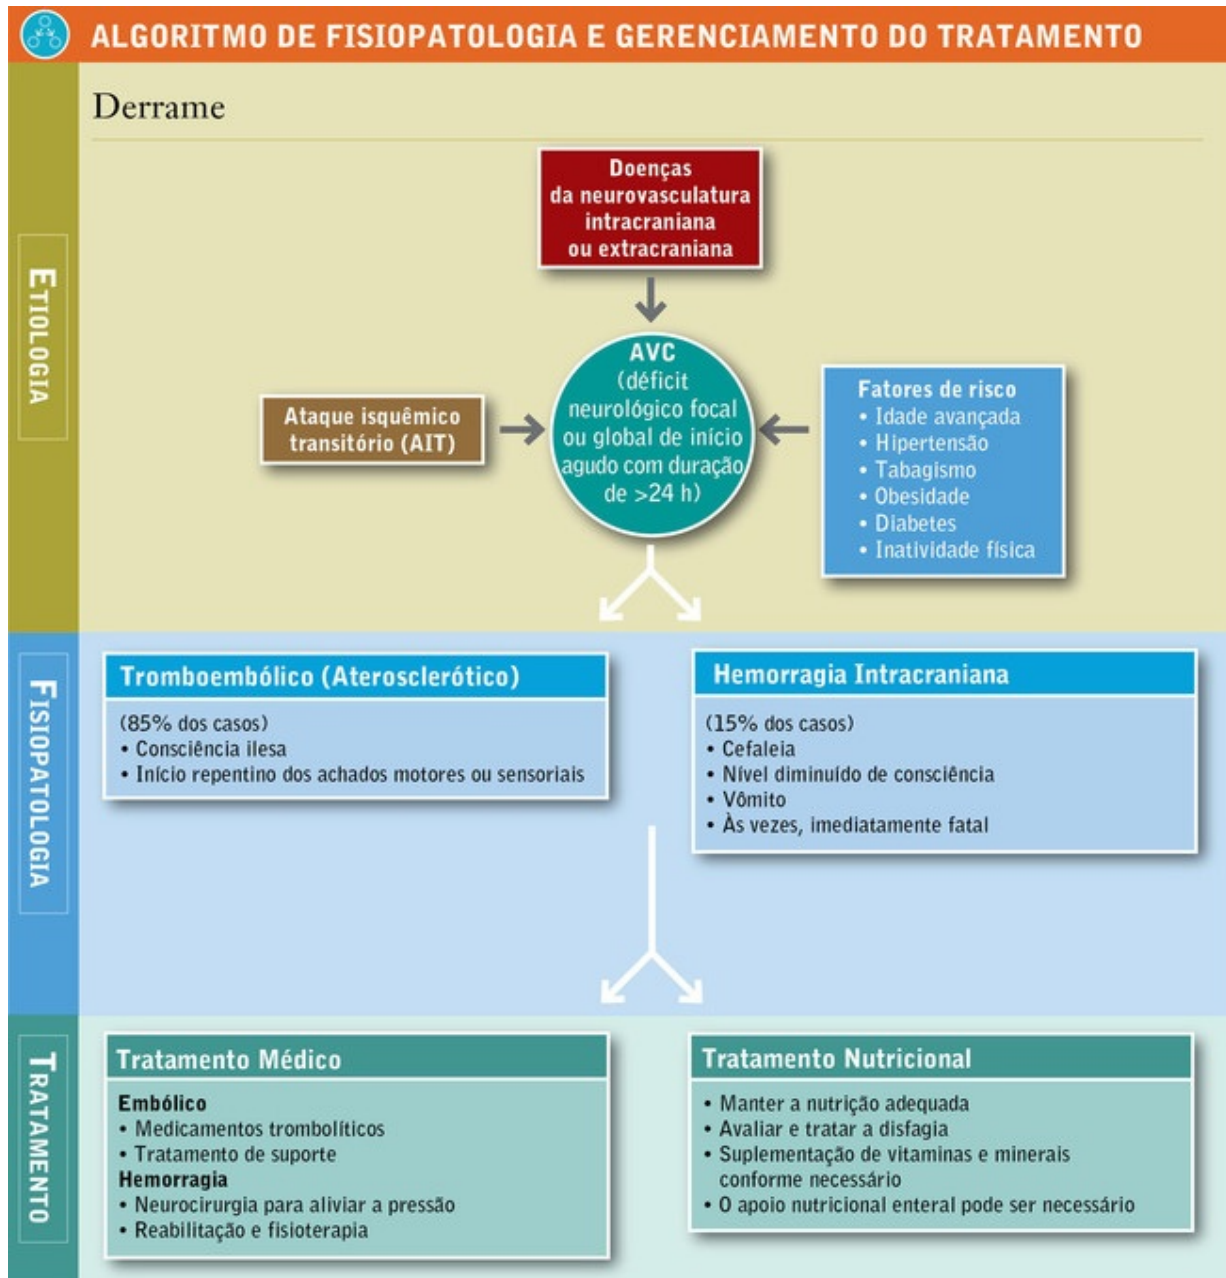 ALGORITMO DE FISIOPATOLOGIA E GERENCIAMENTO DO TRATAMENTO
Derrame
ETIOLOGIA
Doenças
da neurovasculatura
intracraniana
ou extracraniana
Ataque isquêmico
transitório (AIT)
AVC
(déficit
neurológico focal
ou global de início
agudo com duração
de >24 h)
Fatores de risco
• Idade avançada
• Hipertensão
• Tabagismo
• Obesidade
• Diabetes
• Inatividade física
FISIOPATOLOGIA
Tromboembólico (Aterosclerótico)
(85% dos casos)
• Consciência ilesa
• Início repentino dos achados motores ou sensoriais
Hemorragia Intracraniana
(15% dos casos)
• Cefaleia
• Nível diminuído de consciência
• Vômito
• Às vezes, imediatamente fatal
TRATAMENTO
Tratamento Médico
Embólico
• Medicamentos trombolíticos
• Tratamento de suporte
Hemorragia
• Neurocirurgia para aliviar a pressão
• Reabilitação e fisioterapia
Tratamento Nutricional
• Manter a nutrição adequada
• Avaliar e tratar a disfagia
• Suplementação de vitaminas e minerais
conforme necessário
• O apoio nutricional enteral pode ser necessário